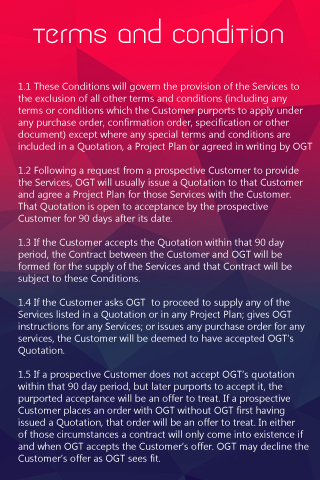 Terms and condition
1.1 These Conditions will govern the provision of the Services to
the exclusion of all other terms and conditions (including any
terms or conditions which the Customer purports to apply under
any purchase order, confirmation order, specification or other
document) except where any special terms and conditions are
included in a Quotation, a Project Plan or agreed in writing by OGT
1.2 Following a request from a prospective Customer to provide
the Services, OGT will usually issue a Quotation to that Customer
and agree a Project Plan for those Services with the Customer.
That Quotation is open to acceptance by the prospective
Customer for 90 days after its date.
1.3 If the Customer accepts the Quotation within that 90 day
period, the Contract between the Customer and OGT will be
formed for the supply of the Services and that Contract will be
subject to these Conditions.
1.4 If the Customer asks OGT to proceed to supply any of the
Services listed in a Quotation or in any Project Plan; gives OGT
instructions for any Services; or issues any purchase order for any
services, the Customer will be deemed to have accepted OGT's
Quotation.
1.5 If a prospective Customer does not accept OGT's quotation
within that 90 day period, but later purports to accept it, the
purported acceptance will be an offer to treat. If a prospective
Customer places an order with OGT without OGT first having
issued a Quotation, that order will be an offer to treat. In either
of those circumstances a contract will only come into existence if
and when OGT accepts the Customer's offer. OGT may decline the
Customer's offer as OGT sees fit.